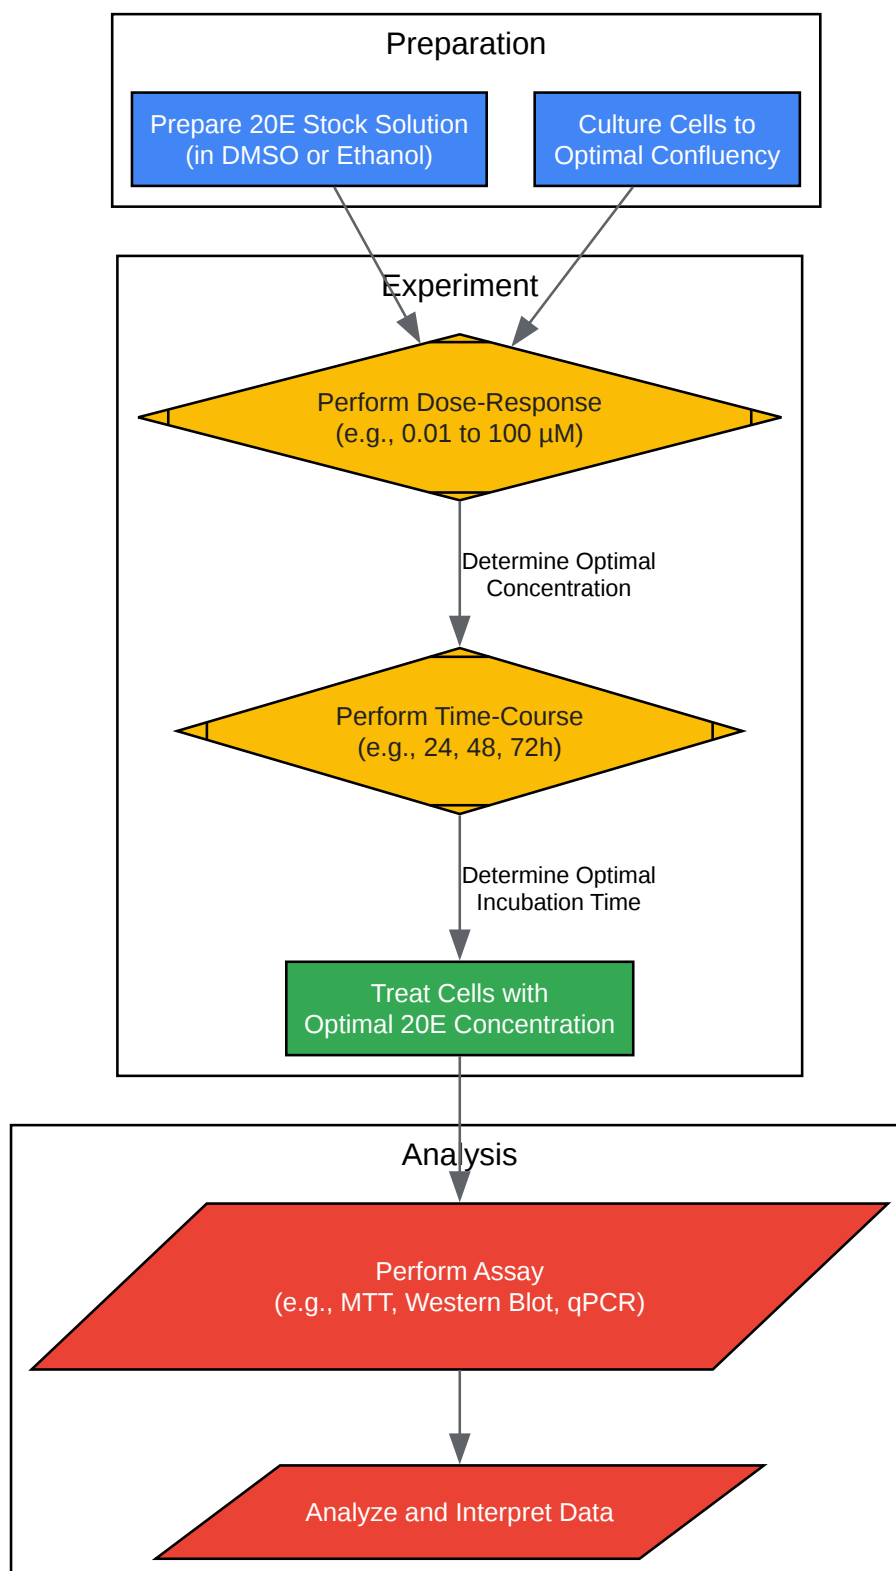 Preparation
Prepare 20E Stock Solution
(in DMSO or Ethanol)
Culture Cells to
Optimal Confluency
Experiment
Perform Dose-Response
(e.g., 0.01 to 100 µM)
Determine Optimal
Concentration
Perform Time-Course
(e.g., 24, 48, 72h)
Determine Optimal
Incubation Time
Treat Cells with
Optimal 20E Concentration
Analysis
Perform Assay
(e.g., MTT, Western Blot, qPCR)
Analyze and Interpret Data